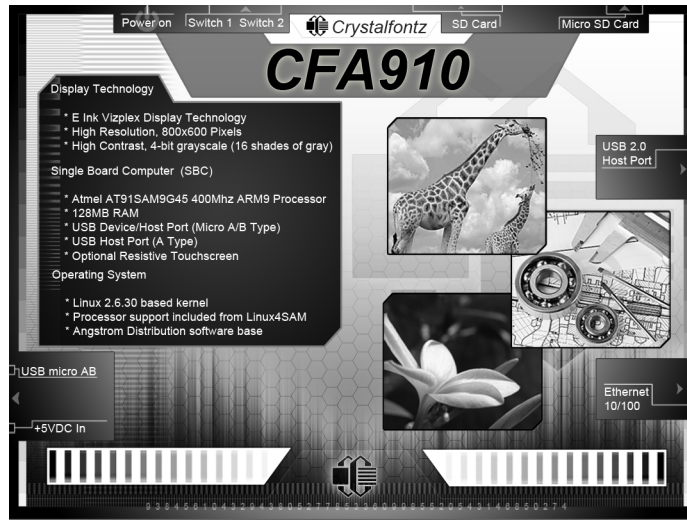 Power on
Switch 1 Switch 2
Crystalfontz
SD Card
Micro SD Card
CFA910
Display Technology
* E Ink Vizplex Display Technology
* High Resolution, 800x600 Pixels
* High Contrast, 4-bit grayscale (16 shades of gray)
Single Board Computer (SBC)
* Atmel AT91SAM9G45 400Mhz ARM9 Processor
* 128MB RAM
* USB Device/Host Port (Micro A/B Type)
* USB Host Port (A Type)
* Optional Resistive Touchscreen
Operating System
* Linux 2.6.30 based kernel
* Processor support included from Linux4SAM
* Angstrom Distribution software base
USB 2.0
Host Port
USB micro AB
+5VDC In
Ethernet
10/100